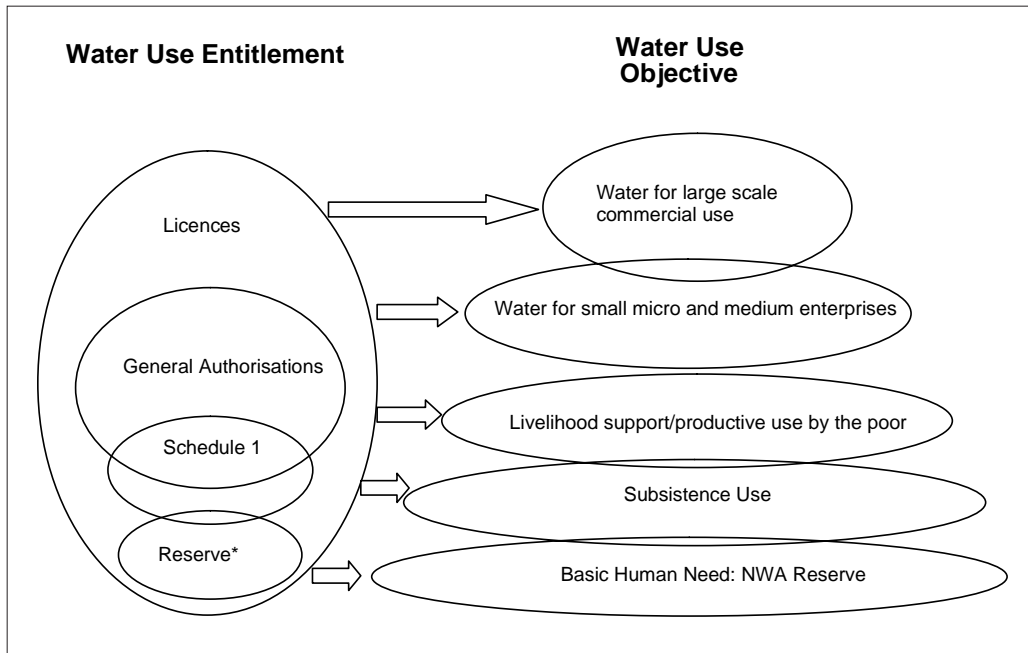 Water Use Entitlement
Water Use
Objective
Licences
General Authorisations
Schedule 1
Reserve*
Water for large scale
commercial use
Water for small micro and medium enterprises
Livelihood support/productive use by the poor
Subsistence Use
Basic Human Need: NWA Reserve